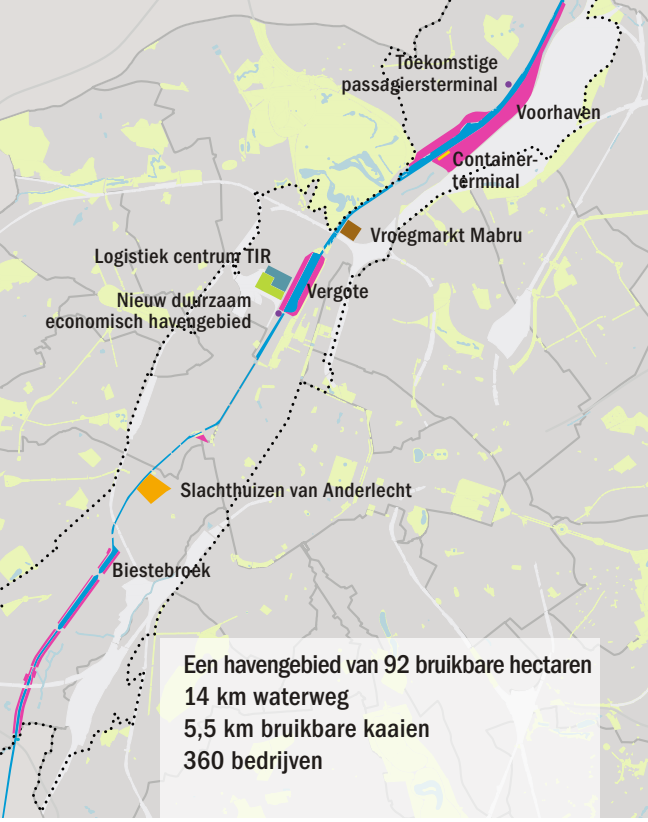 Toekomstige
passagiersterminal
Voorhaven
Container-
terminal
Vroegmarkt Mabru
Logistiek centrum TIR
Vergote
Nieuw duurzaam
economisch havengebied
Slachthuizen van Anderlecht
Biestebroek
Een havengebied van 92 bruikbare hectaren
14 km waterweg
5,5 km bruikbare kaaien
360 bedrijven